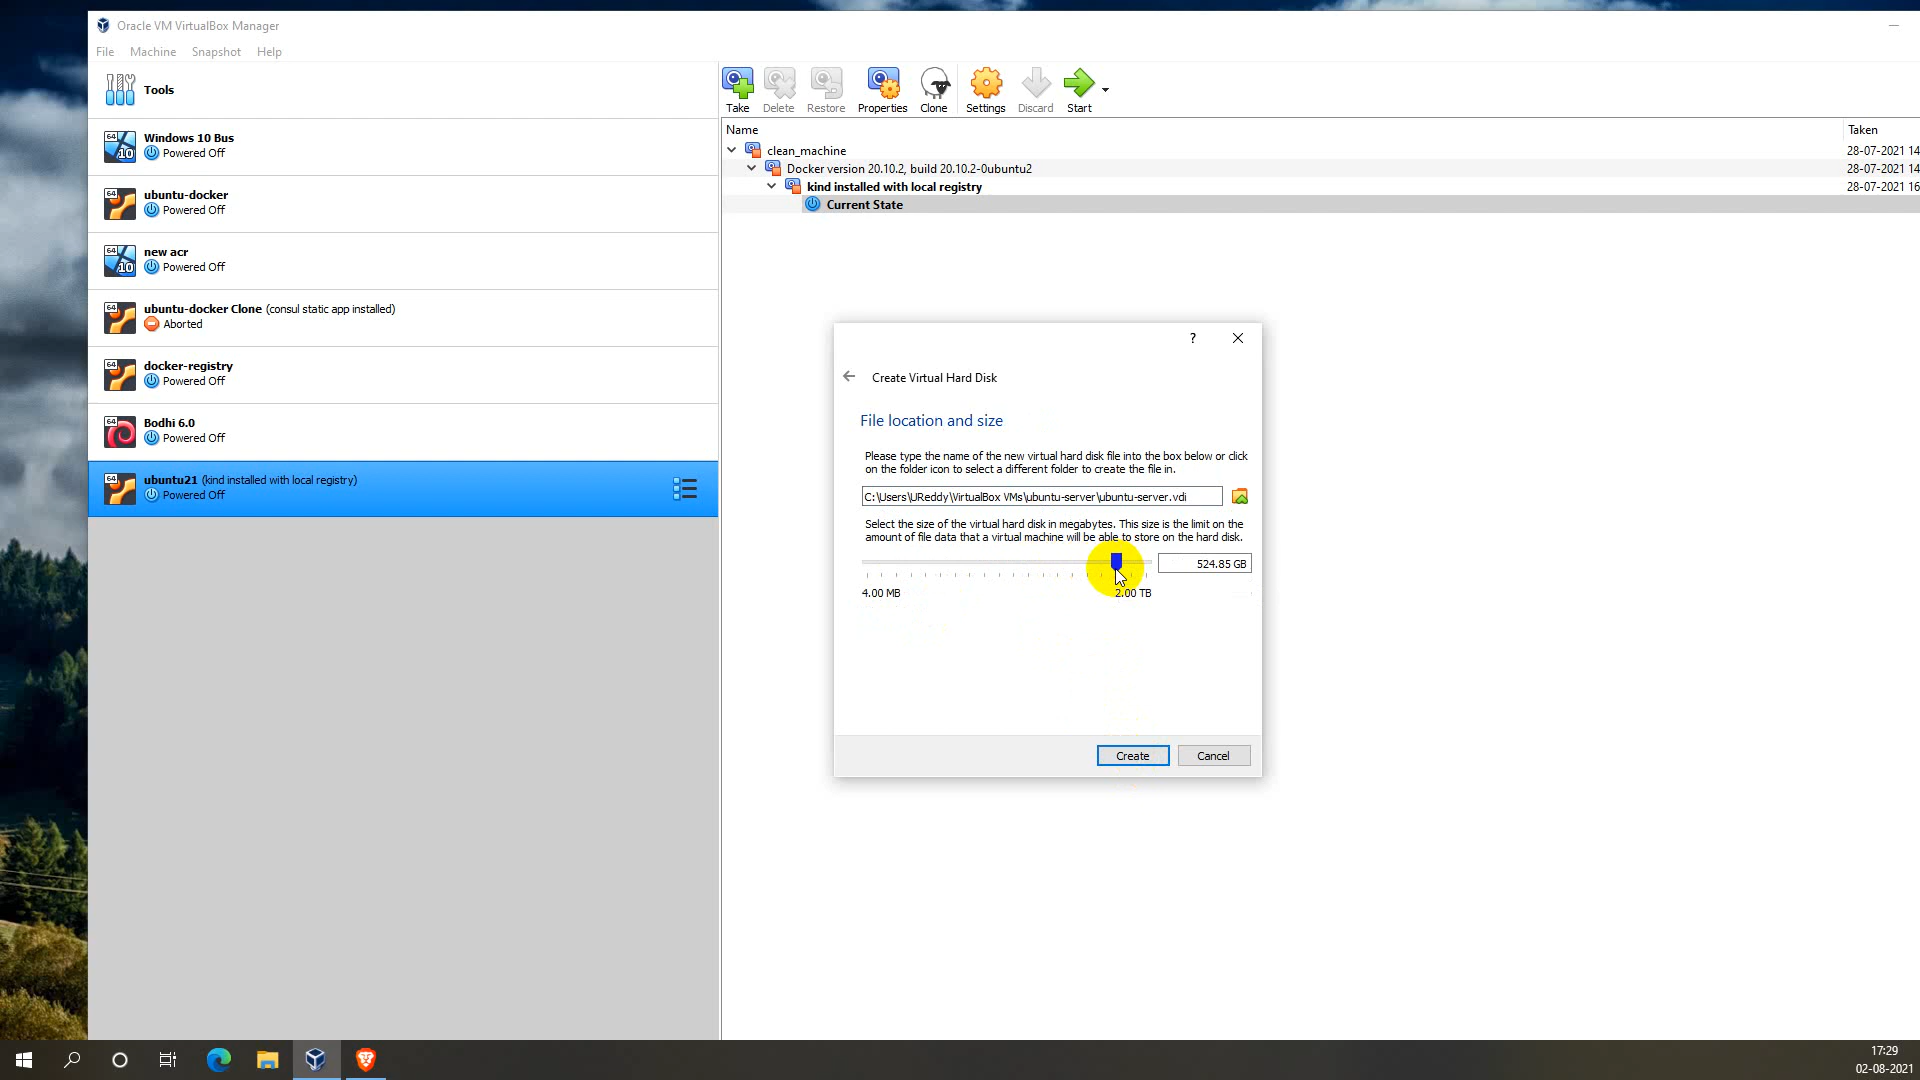 Oracle VM VirtualBox Manager
File Machine Snapshot Help
Tools
Take Delete Restore Properties Clone Settings Discard Start
Name Taken
clean_machine 28-07-2021 14
Docker version 20.10.2, build 20.10.2-0ubuntu2 28-07-2021 14
kind installed with local registry 28-07-2021 16
Current State
64
10
Windows 10 Bus
Powered Off
64
ubuntu-docker
Powered Off
64
10
new acr
Powered Off
64
ubuntu-docker Clone (consul static app installed)
Aborted
64
docker-registry
Powered Off
64
Bodhi 6.0
Powered Off
64
ubuntu21 (kind installed with local registry)
Powered Off
?
Create Virtual Hard Disk
File location and size
Please type the name of the new virtual hard disk file into the box below or click
on the folder icon to select a different folder to create the file in.
C:\Users\UReddy\VirtualBox VMs\ubuntu-server\ubuntu-server.vdi
Select the size of the virtual hard disk in megabytes. This size is the limit on the
amount of file data that a virtual machine will be able to store on the hard disk.
524.85 GB
4.00 MB 2.00 TB
Create Cancel
17:29
02-08-2021